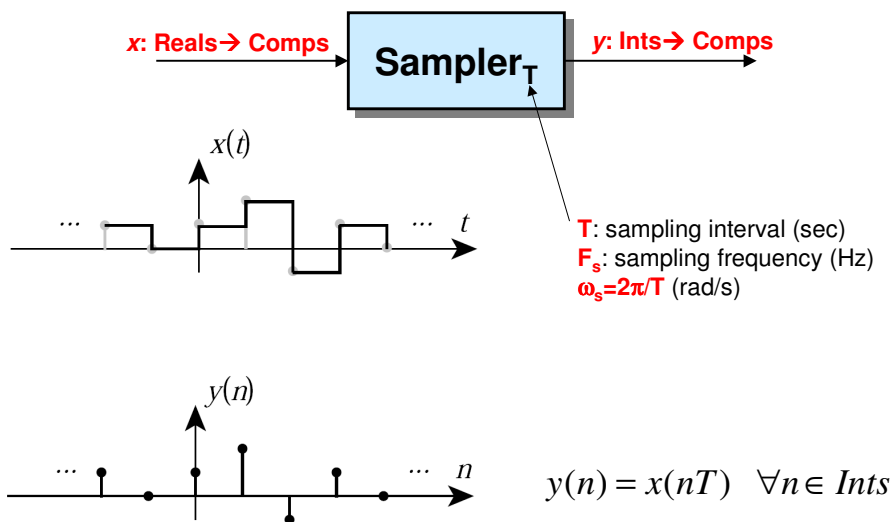 x: Reals→ Comps
Sampler_T
y: Ints→ Comps
x(t)
... ...
t
T: sampling interval (sec)
F_s: sampling frequency (Hz)
ω_s=2π/T (rad/s)
y(n)
... ...
n
y(n) = x(nT) ∀n ∈ Ints